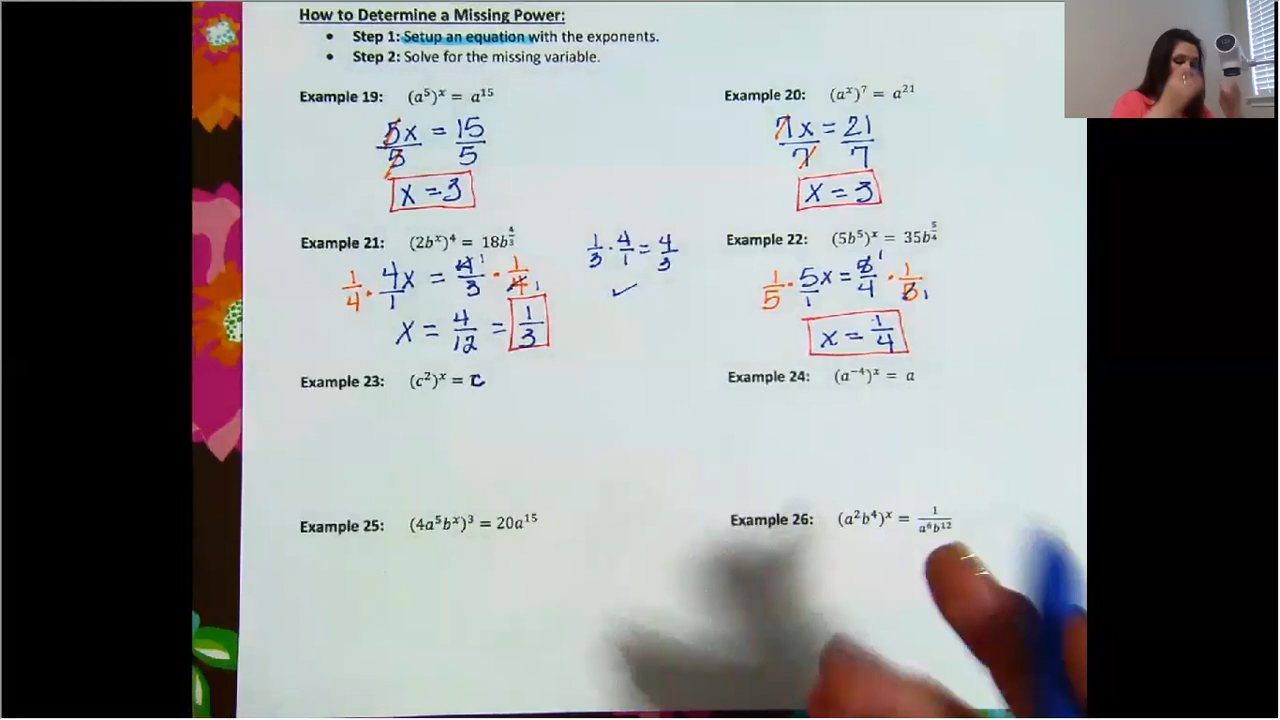 How to Determine a Missing Power:
• Step 1: Setup an equation with the exponents.
• Step 2: Solve for the missing variable.
Example 19: (a⁵)ˣ = a¹⁵
5x/5 = 15/5
x = 3
Example 20: (aˣ)⁷ = a²¹
7x/7 = 21/7
x = 3
Example 21: (2bˣ)⁴ = 18b^(4/3)
1/4 · 4x/1 = 4/3 · 1/4
x = 4/12 = 1/3
1/3 · 4/1 = 4/3
✓
Example 22: (5b⁵)ˣ = 35b^(5/4)
1/5 · 5x/1 = 5/4 · 1/5
x = 1/4
Example 23: (c²)ˣ = c
Example 24: (a⁻⁴)ˣ = a
Example 25: (4a⁵bˣ)³ = 20a¹⁵
Example 26: (a²b⁴)ˣ = 1/(a⁶b¹²)